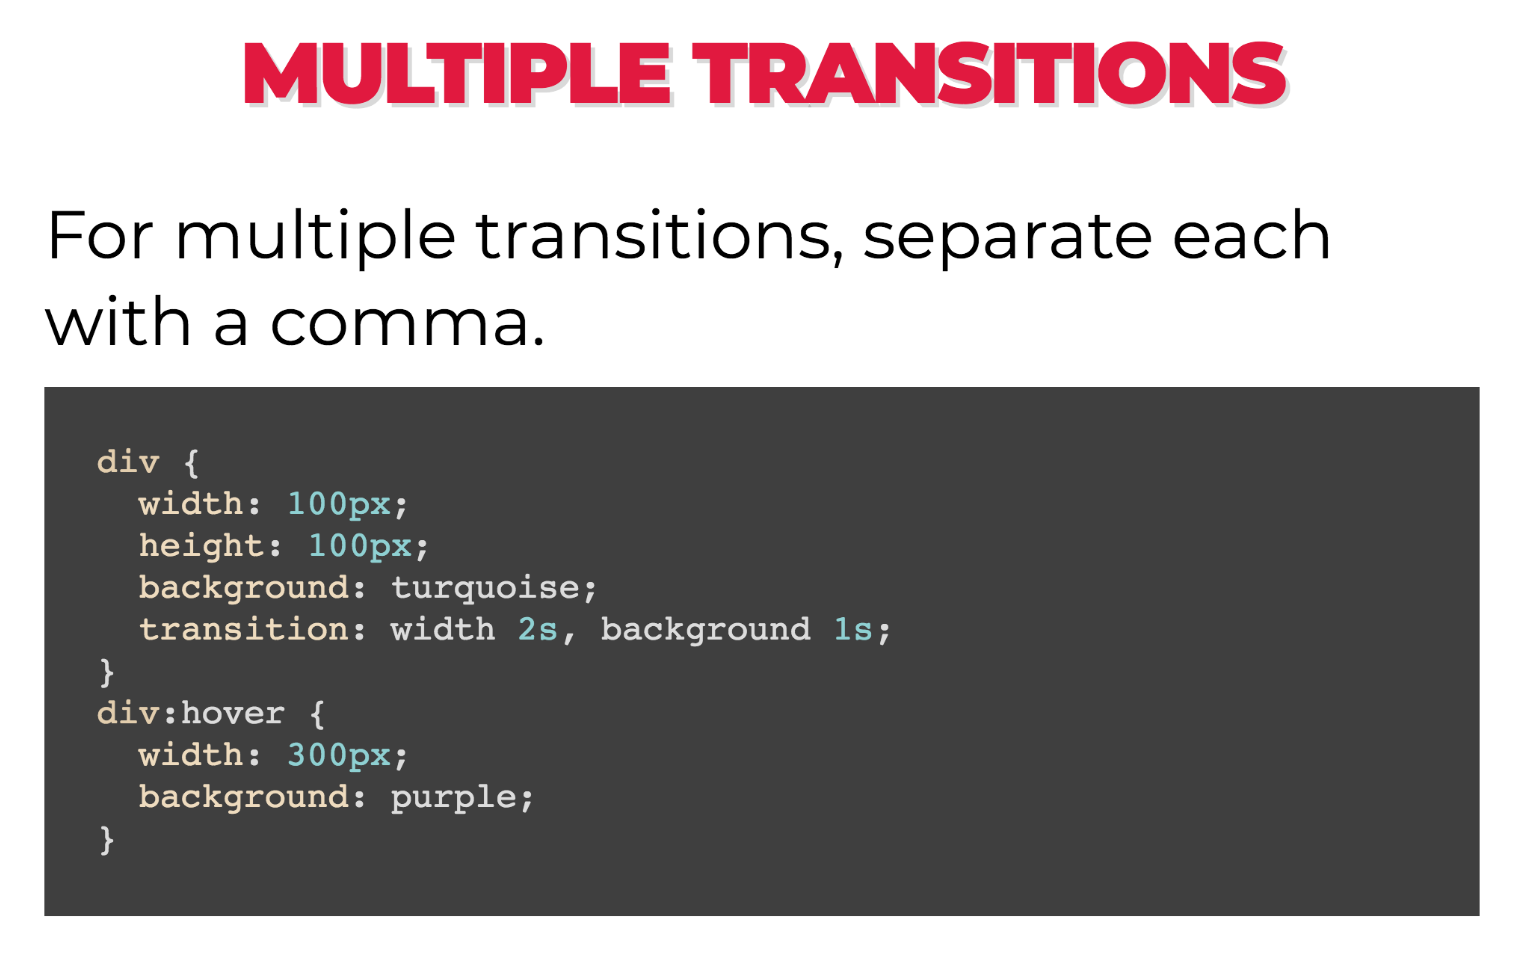 MULTIPLE TRANSITIONS
For multiple transitions, separate each
with a comma.
div {
  width: 100px;
  height: 100px;
  background: turquoise;
  transition: width 2s, background 1s;
}
div:hover {
  width: 300px;
  background: purple;
}